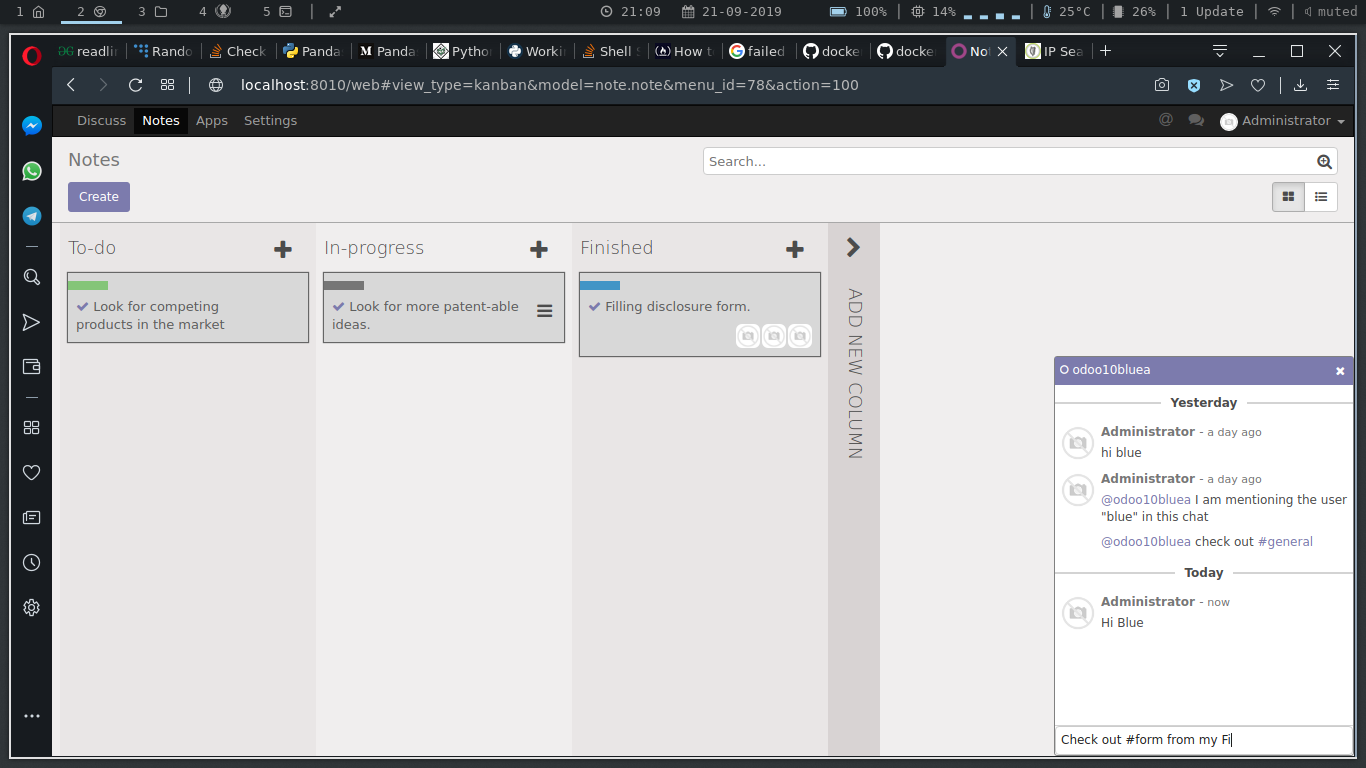 1
2
3
4
5
21:09
21-09-2019
100%
14%
25°C
26%
1 Update
muted
readlin
Rando
Check
Panda
Panda
Pytho
Worki
Shell S
How t
failed
docke
docke
Not
IP Sea
localhost:8010/web#view_type=kanban&model=note.note&menu_id=78&action=100
Discuss
Notes
Apps
Settings
@
Administrator
Notes
Search...
Create
To-do
In-progress
Finished
Look for competing
products in the market
Look for more patent-able
ideas.
Filling disclosure form.
ADD NEW COLUMN
odoo10bluea
Yesterday
Administrator - a day ago
hi blue
Administrator - a day ago
@odoo10bluea I am mentioning the user
"blue" in this chat
@odoo10bluea check out #general
Today
Administrator - now
Hi Blue
Check out #form from my Fi